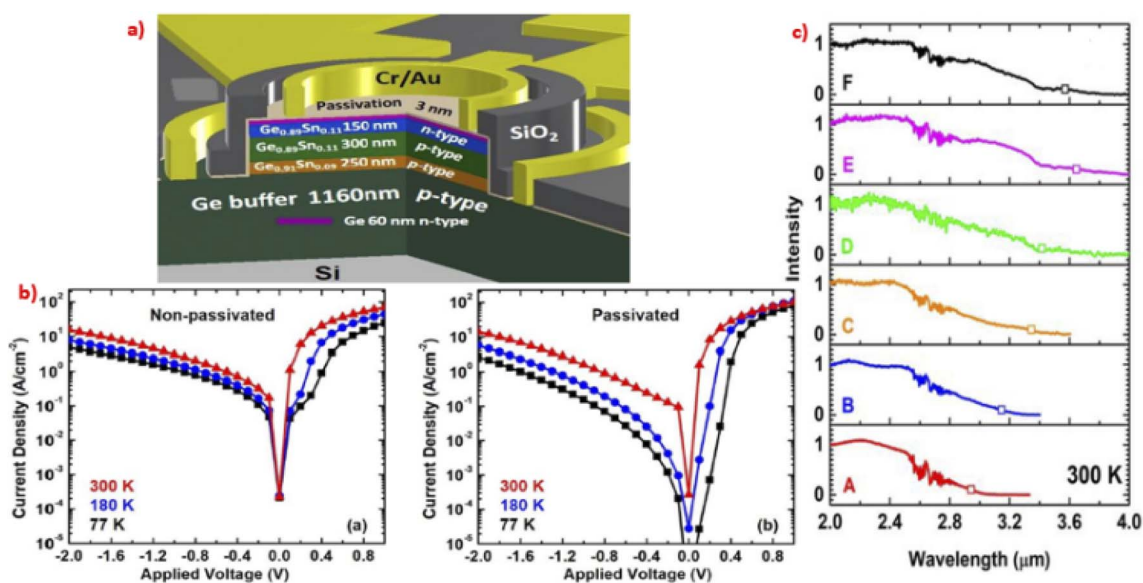 a)
Cr/Au
Passivation 3 nm
Ge0.89Sn0.11 150 nm n-type
Ge0.89Sn0.11 300 nm p-type
Ge0.91Sn0.09 250 nm p-type
SiO2
Ge buffer 1160nm p-type
Ge 60 nm n-type
Si
b)
Non-passivated
Current Density (A/cm-2)
10^2
10^1
10^0
10^-1
10^-2
10^-3
10^-4
10^-5
300 K
180 K
77 K
(a)
-2.0 -1.6 -1.2 -0.8 -0.4 0.0 0.4 0.8
Applied Voltage (V)
Passivated
Current Density (A/cm-2)
10^2
10^1
10^0
10^-1
10^-2
10^-3
10^-4
10^-5
300 K
180 K
77 K
(b)
-2.0 -1.6 -1.2 -0.8 -0.4 0.0 0.4 0.8
Applied Voltage (V)
c)
Intensity
1
0
F
1
0
E
1
0
D
1
0
C
1
0
B
1
0
A
300 K
2.0 2.4 2.8 3.2 3.6 4.0
Wavelength (μm)